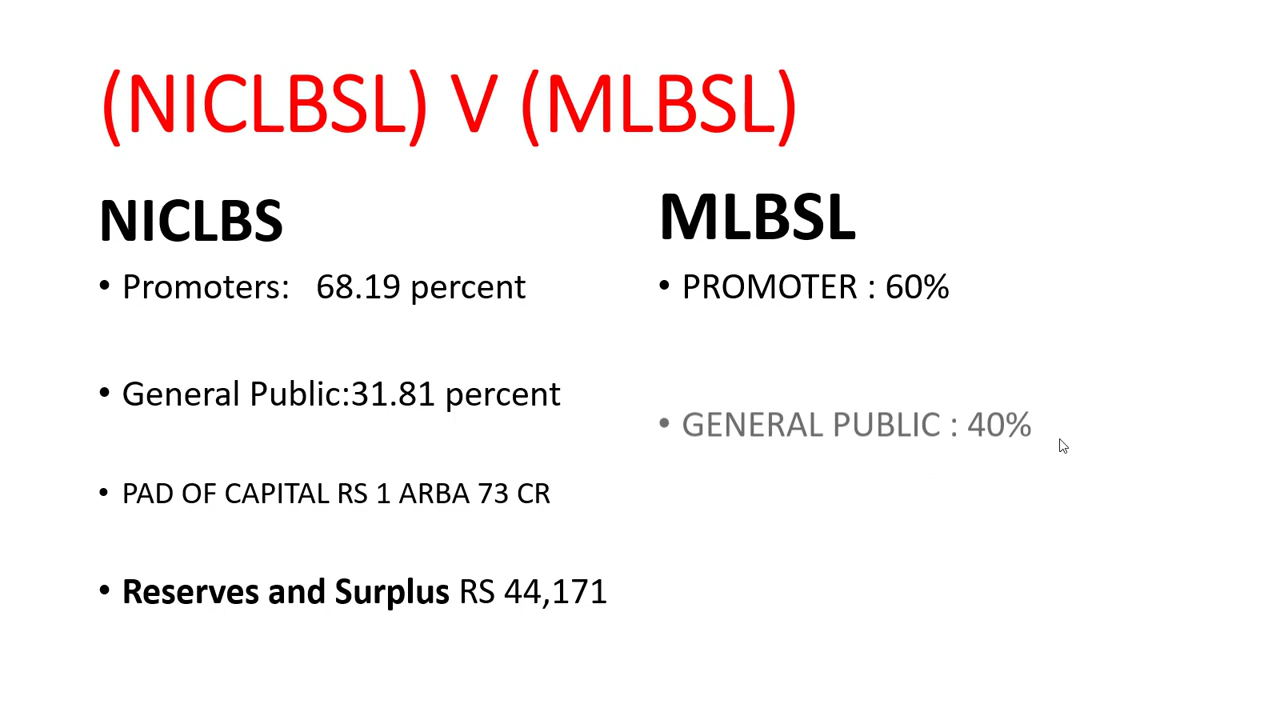 (NICLBSL) V (MLBSL)
NICLBS
• Promoters: 68.19 percent
• General Public:31.81 percent
• PAD OF CAPITAL RS 1 ARBA 73 CR
• Reserves and Surplus RS 44,171
MLBSL
• PROMOTER : 60%
• GENERAL PUBLIC : 40%